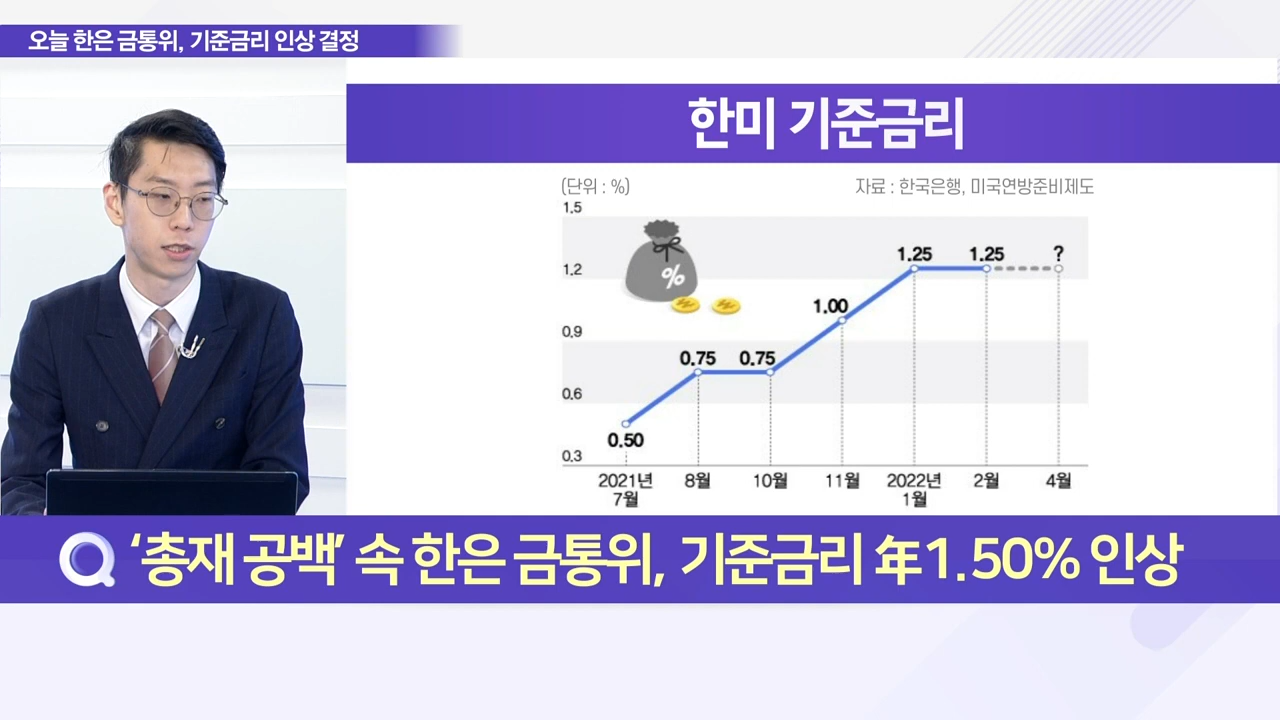 오늘 한은 금통위, 기준금리 인상 결정
한미 기준금리
(단위 : %)
자료 : 한국은행, 미국연방준비제도
1.5
1.2
0.9
0.6
0.3
0.50
0.75
0.75
1.00
1.25
1.25
?
%
2021년
7월
8월
10월
11월
2022년
1월
2월
4월
Q '총재 공백' 속 한은 금통위, 기준금리 年1.50% 인상